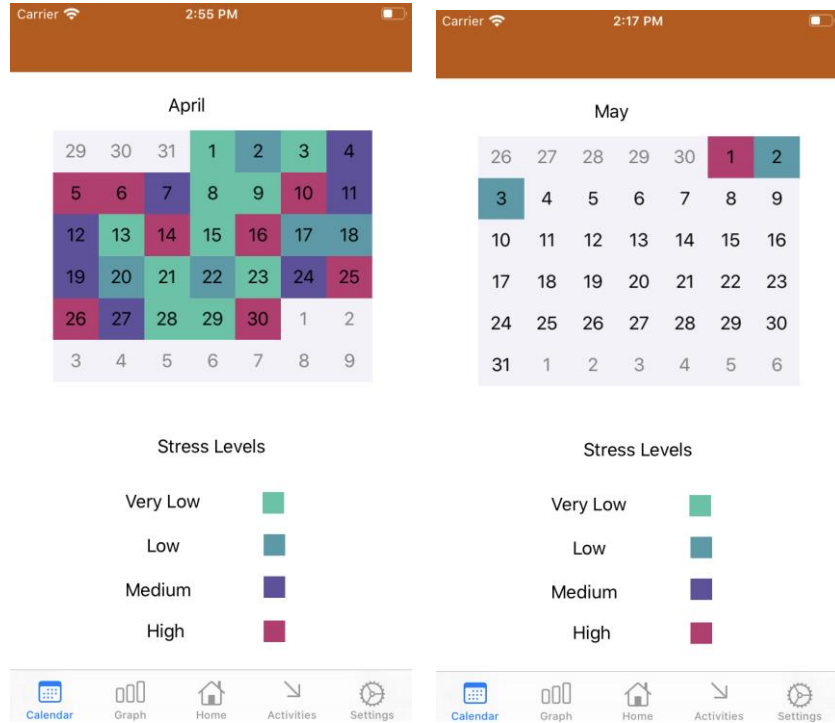 Carrier 2:55 PM
April
29 30 31 1 2 3 4
5 6 7 8 9 10 11
12 13 14 15 16 17 18
19 20 21 22 23 24 25
26 27 28 29 30 1 2
3 4 5 6 7 8 9
Stress Levels
Very Low
Low
Medium
High
Calendar Graph Home Activities Settings
Carrier 2:17 PM
May
26 27 28 29 30 1 2
3 4 5 6 7 8 9
10 11 12 13 14 15 16
17 18 19 20 21 22 23
24 25 26 27 28 29 30
31 1 2 3 4 5 6
Stress Levels
Very Low
Low
Medium
High
Calendar Graph Home Activities Settings